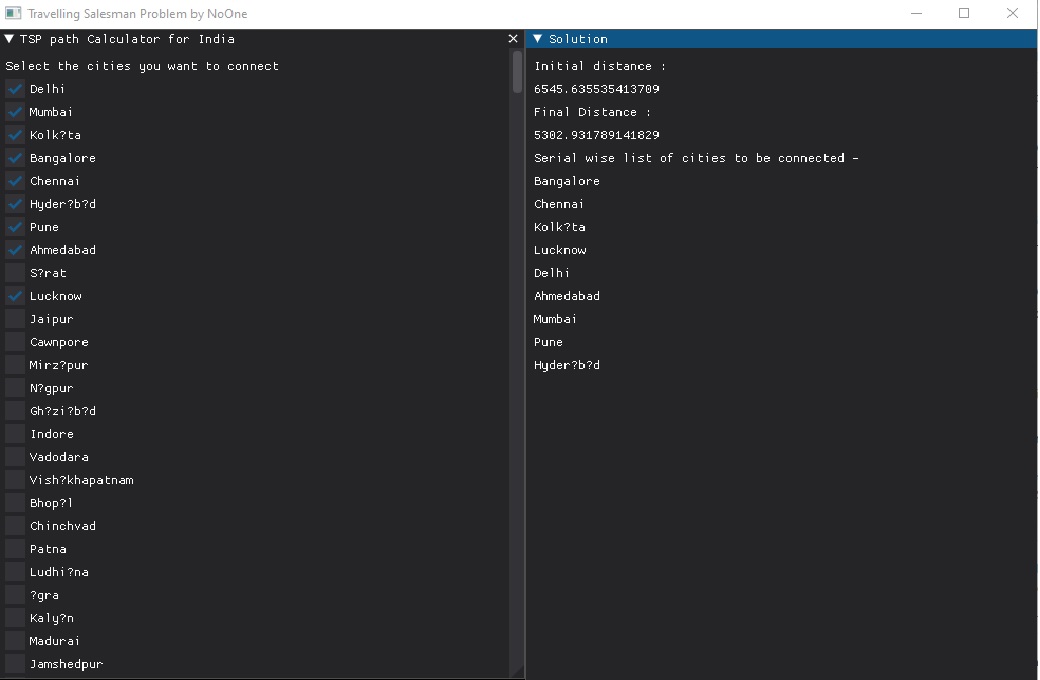 Travelling Salesman Problem by NoOne
TSP path Calculator for India
Select the cities you want to connect
Delhi
Mumbai
Kolk?ta
Bangalore
Chennai
Hyder?b?d
Pune
Ahmedabad
S?rat
Lucknow
Jaipur
Cawnpore
Mirz?pur
N?gpur
Gh?zi?b?d
Indore
Vadodara
Vish?khapatnam
Bhop?l
Chinchvad
Patna
Ludhi?na
?gra
Kaly?n
Madurai
Jamshedpur
Solution
Initial distance :
6545.635535413709
Final Distance :
5302.931789141829
Serial wise list of cities to be connected -
Bangalore
Chennai
Kolk?ta
Lucknow
Delhi
Ahmedabad
Mumbai
Pune
Hyder?b?d